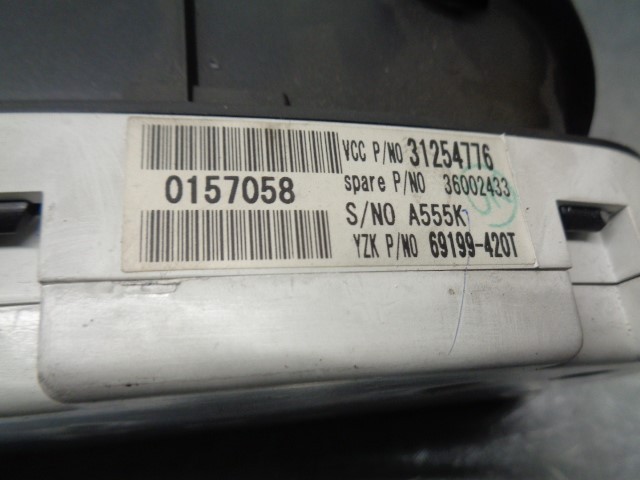 0157058
VCC P/NO 31254776
spare P/NO 36002433
S/NO A555K
YZK P/NO 69199-420T